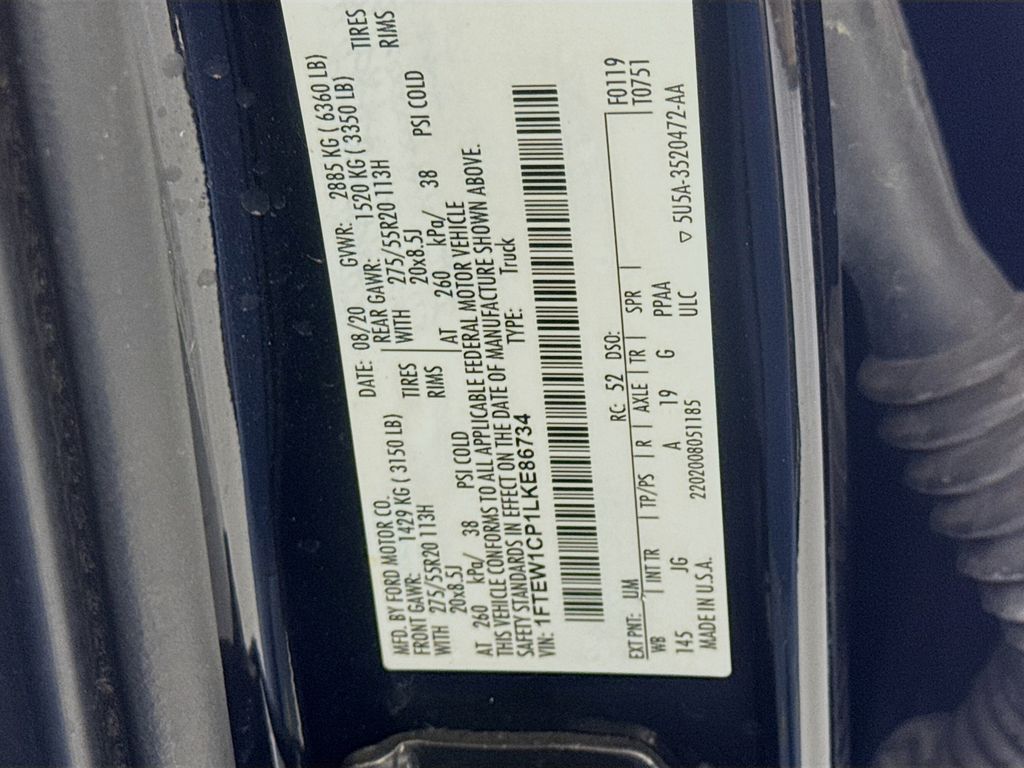 MFD. BY FORD MOTOR CO.
DATE: 08/20 GVWR: 2885 KG ( 6360 LB)
FRONT GAWR: 1429 KG ( 3150 LB) REAR GAWR: 1520 KG ( 3350 LB)
WITH 275/55R20 113H TIRES WITH 275/55R20 113H TIRES
20x8.5J RIMS 20x8.5J RIMS
AT 260 kPa/ 38 PSI COLD AT 260 kPa/ 38 PSI COLD
THIS VEHICLE CONFORMS TO ALL APPLICABLE FEDERAL MOTOR VEHICLE
SAFETY STANDARDS IN EFFECT ON THE DATE OF MANUFACTURE SHOWN ABOVE.
VIN: 1FTEW1CP1LKE86734 TYPE: Truck
F0119
T0751
EXT PNT: UM RC: 52 DSO:
WB INT TR TP/PS R AXLE TR SPR
145 JG A 19 G PPAA
MADE IN U.S.A. 220200805118​5 ULC ▽ 5U5A-3520472-AA